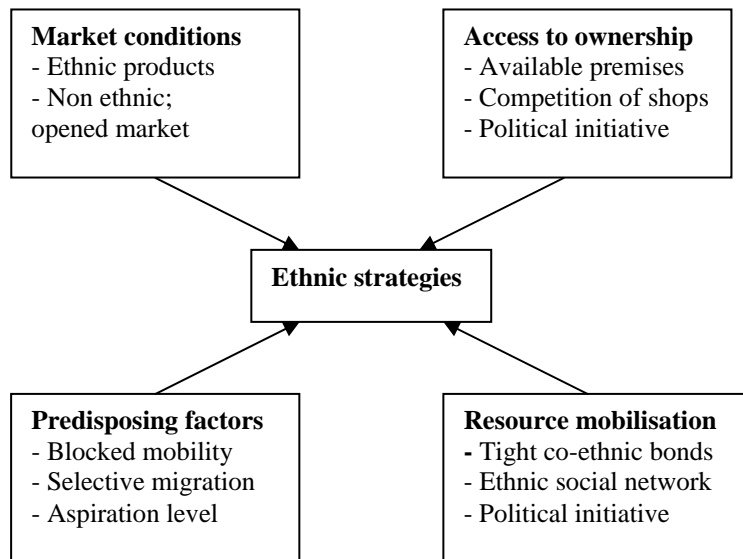 Market conditions
- Ethnic products
- Non ethnic;
opened market
Access to ownership
- Available premises
- Competition of shops
- Political initiative
Ethnic strategies
Predisposing factors
- Blocked mobility
- Selective migration
- Aspiration level
Resource mobilisation
- Tight co-ethnic bonds
- Ethnic social network
- Political initiative